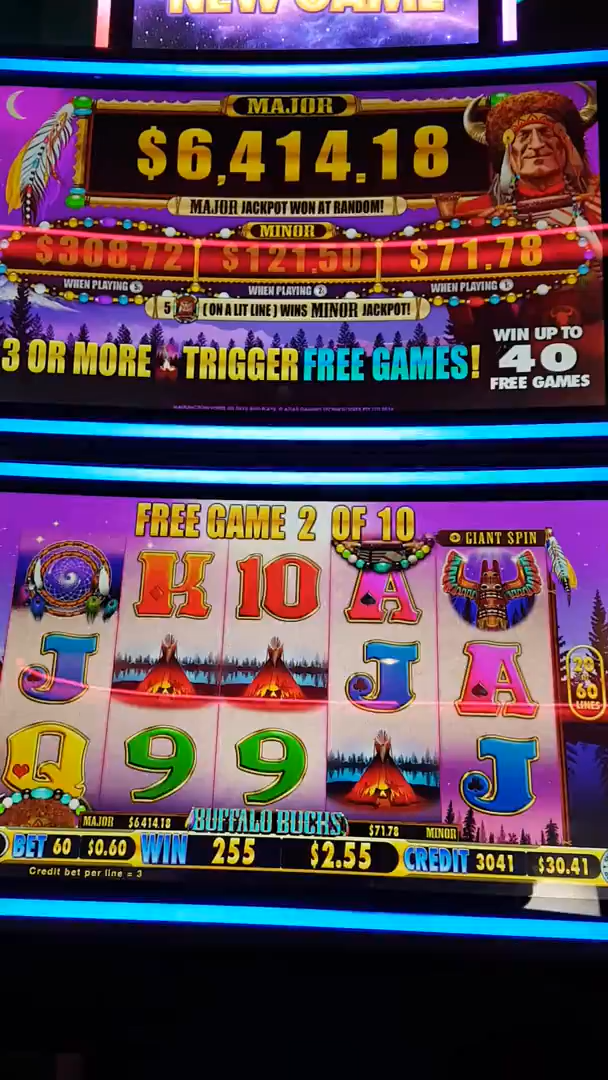 NEW GAME
MAJOR
$6,414.18
MAJOR JACKPOT WON AT RANDOM!
MINOR
$308.72 $121.50 $71.78
WHEN PLAYING WHEN PLAYING 2 WHEN PLAYING
5 (ON A LIT LINE) WINS MINOR JACKPOT!
3 OR MORE TRIGGER FREE GAMES!
WIN UP TO
40
FREE GAMES
FREE GAME 2 OF 10
GIANT SPIN
K 10 A
J J A
Q 9 9 J
60
LINES
MAJOR $6414.18 BUFFALO BUCKS $71.78 MINOR
BET 60 $0.60 WIN 255 $2.55 CREDIT 3041 $30.41
Credit bet per line = 3